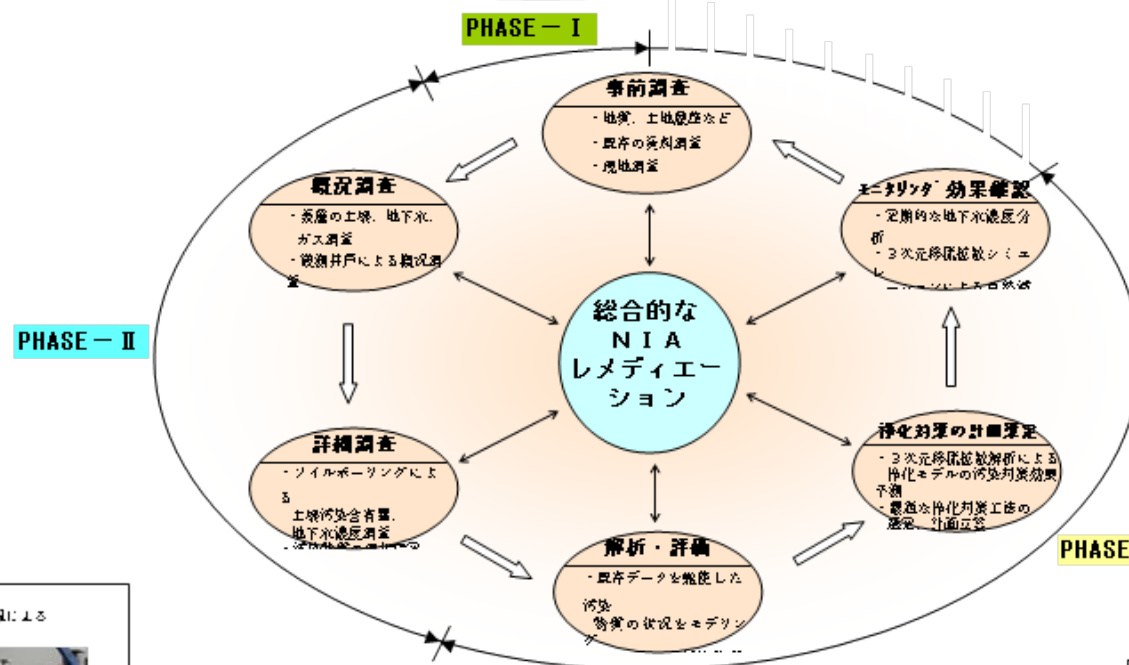 PHASE－Ⅰ
事前調査
・地質、土地履歴など
・既存の資料調査
・現地調査
概況調査
・表層の土壌、地下水、
ガス調査
・観測井戸による概況調
査
モニタリング 効果確認
・定期的な地下水濃度分
析
・３次元移流拡散シミュ
レ
総合的な
ＮＩＡ
レメディエー
ション
PHASE－Ⅱ
詳細調査
・ソイルボーリングによ
る
土壌汚染含有量、
地下水濃度調査
浄化対策の計画策定
・３次元移流拡散解析による
浄化モデルの汚染対策効果
予測
・最適な浄化対策工法の
選定、計画立案
解析・評価
・既存データを駆使した
汚染
物質の状況をモデリン
グ
PHASE
による